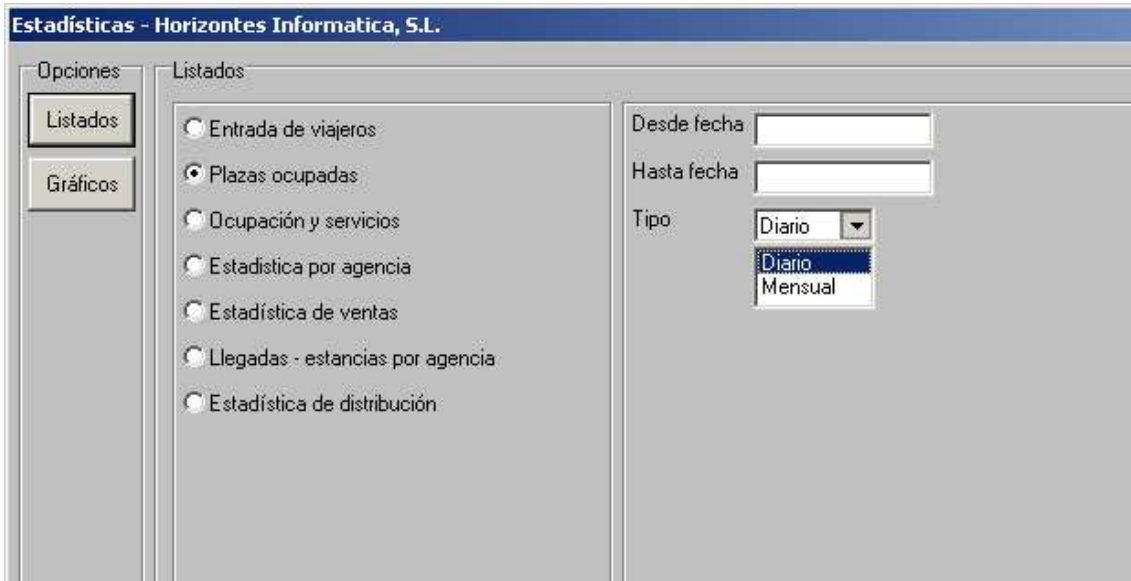 Estadísticas - Horizontes Informatica, S.L.
Opciones
Listados
Gráficos
Listados
Entrada de viajeros
Plazas ocupadas
Ocupación y servicios
Estadistica por agencia
Estadística de ventas
Llegadas - estancias por agencia
Estadística de distribución
Desde fecha
Hasta fecha
Tipo
Diario
Diario
Mensual